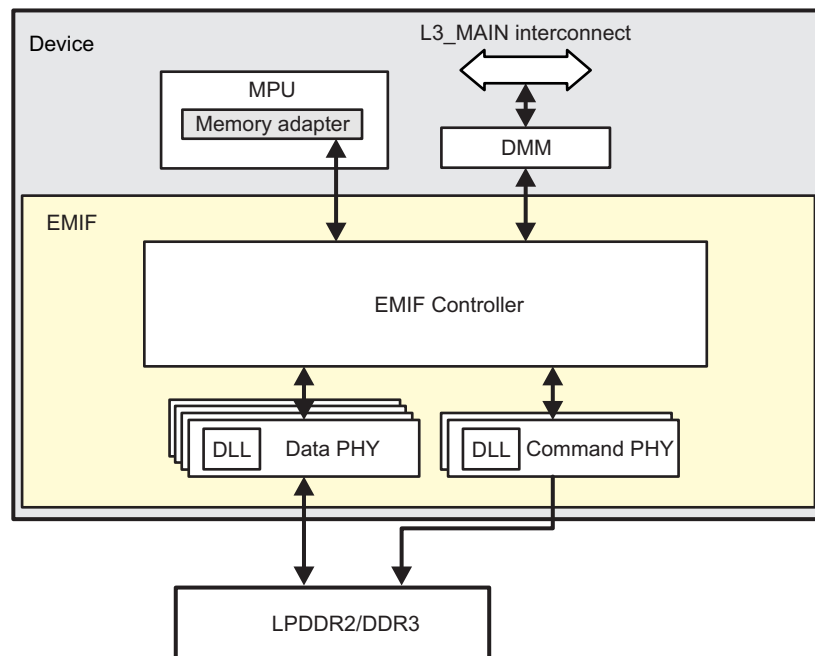 L3_MAIN interconnect
Device
MPU
Memory adapter
DMM
EMIF
EMIF Controller
DLL
Data PHY
DLL
Command PHY
LPDDR2/DDR3